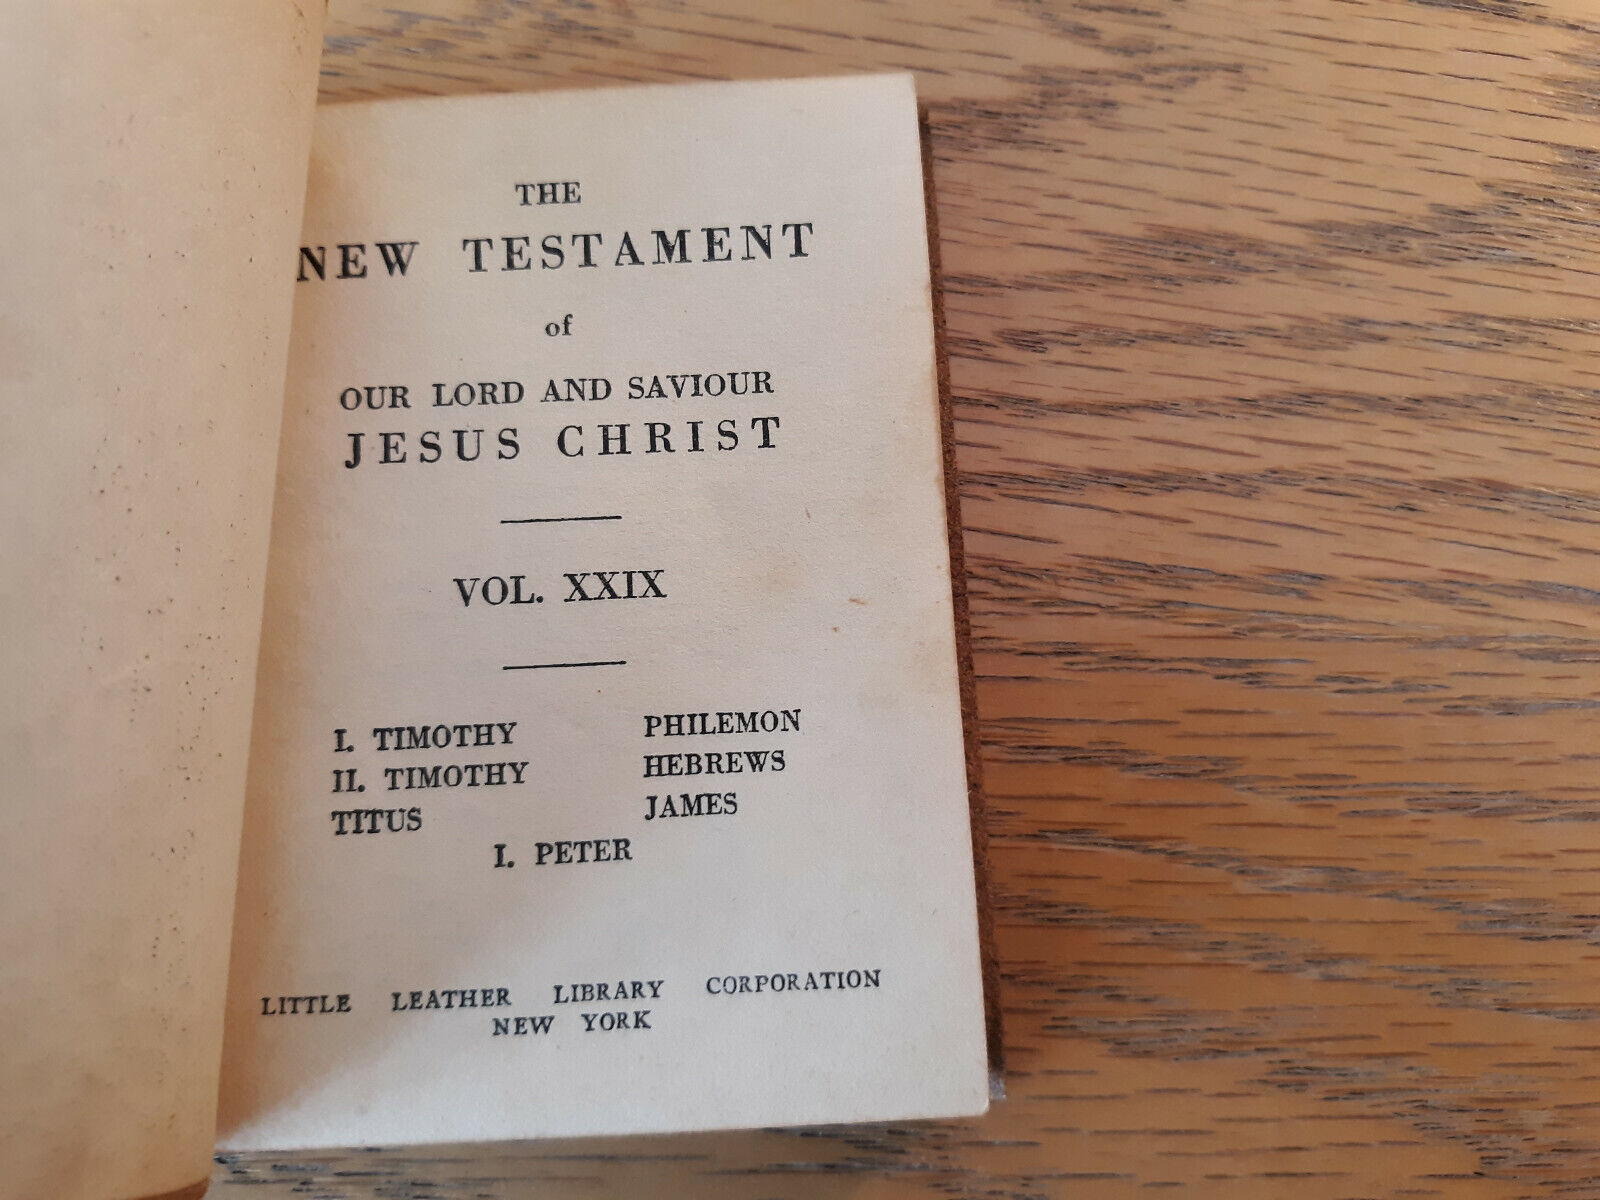 THE
NEW TESTAMENT
of
OUR LORD AND SAVIOUR
JESUS CHRIST
VOL. XXIX
I. TIMOTHY PHILEMON
II. TIMOTHY HEBREWS
TITUS JAMES
I. PETER
LITTLE LEATHER LIBRARY CORPORATION
NEW YORK